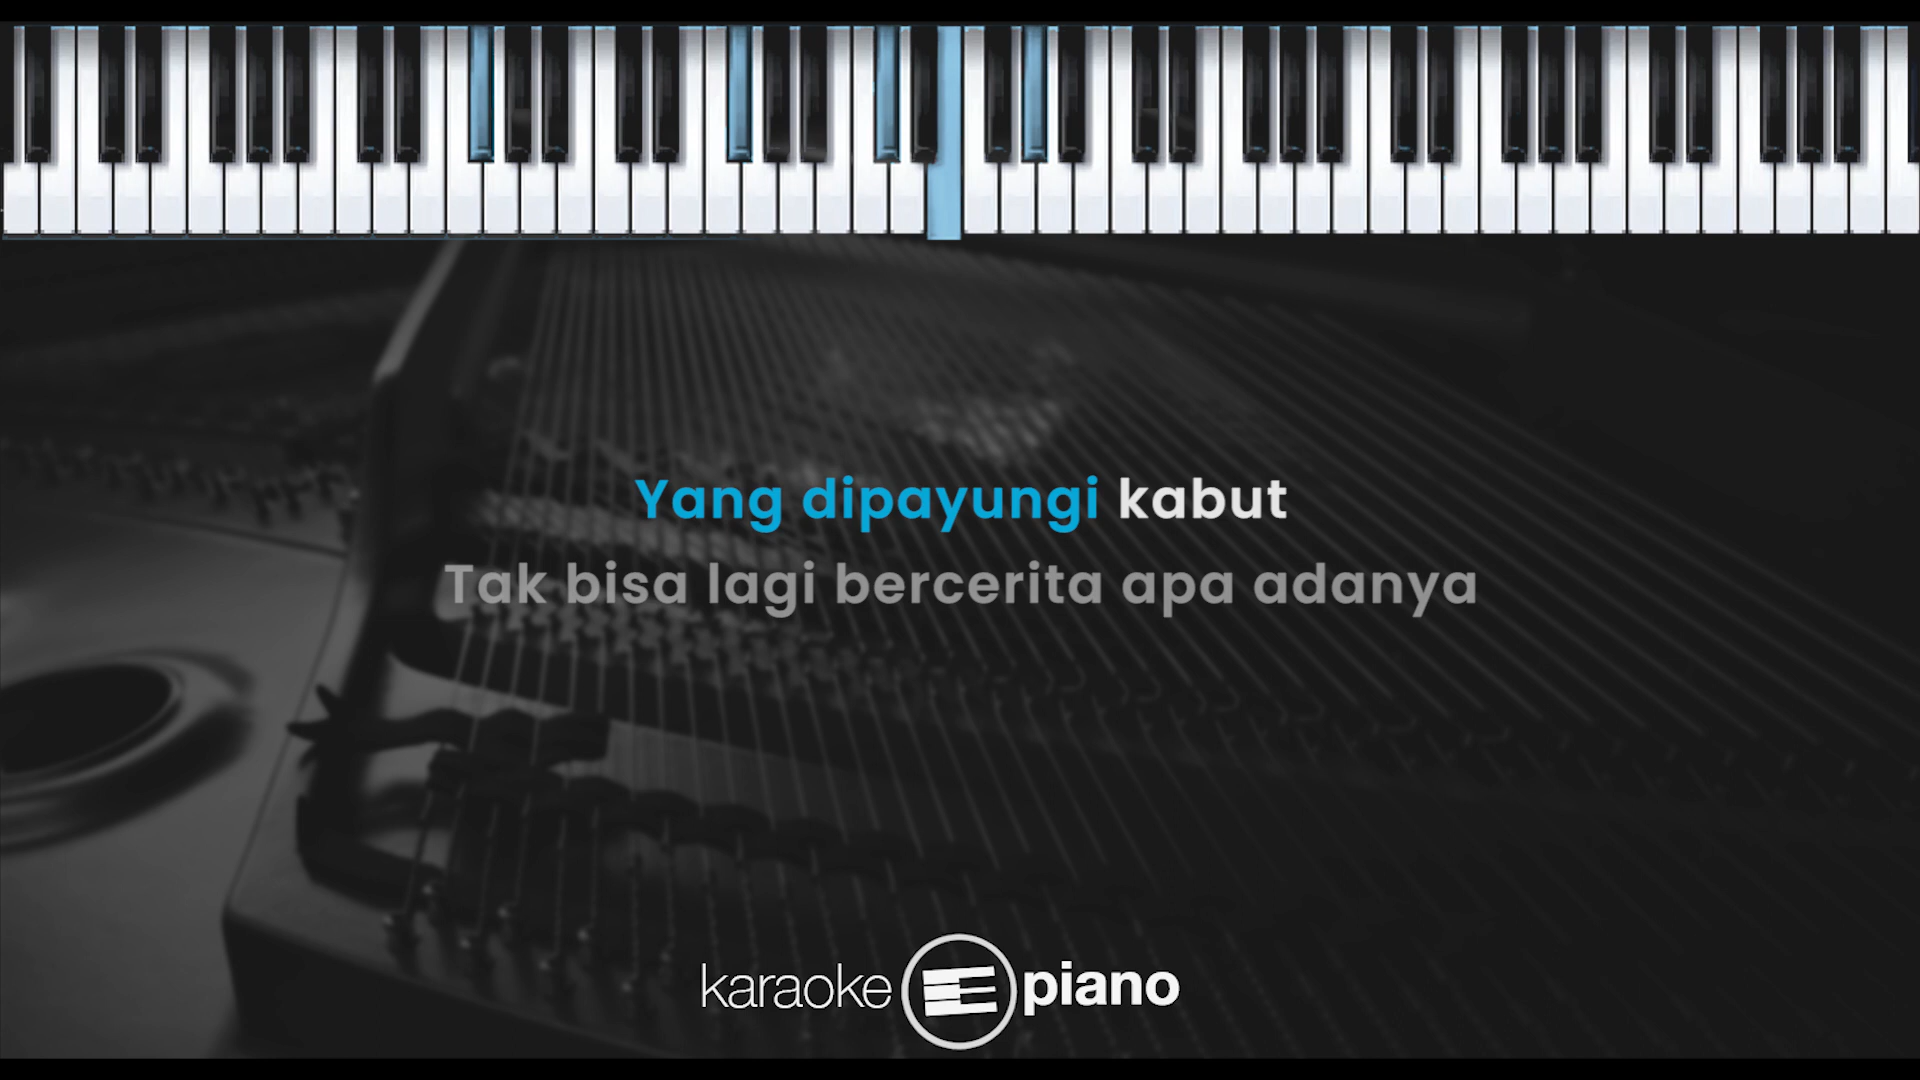 Yang dipayungi kabut
Tak bisa lagi bercerita apa adanya
karaoke piano